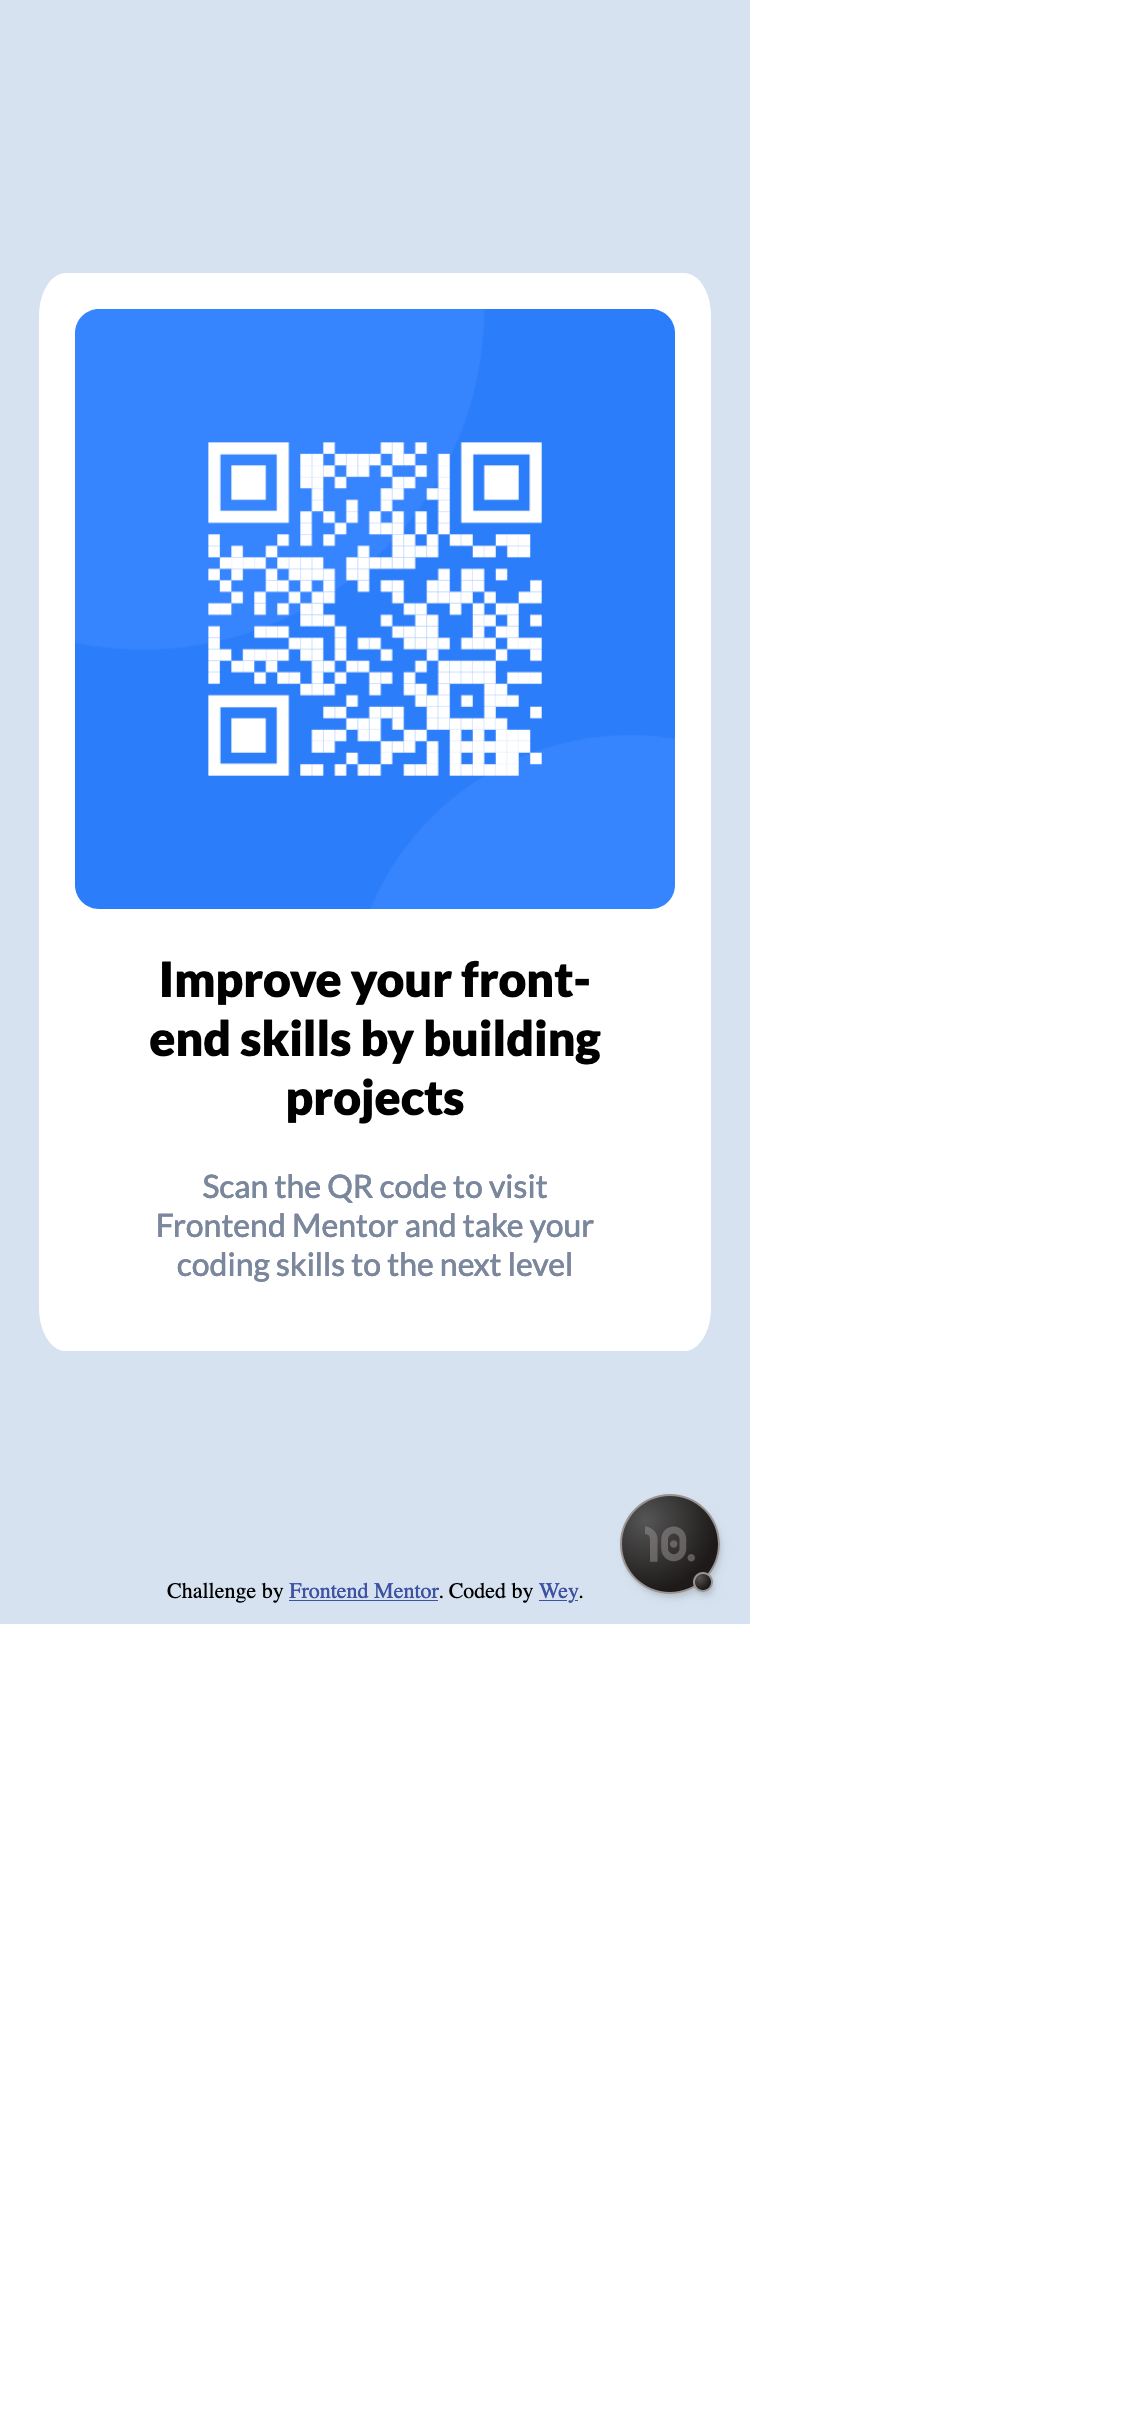 Improve your front-
end skills by building
projects
Scan the QR code to visit
Frontend Mentor and take your
coding skills to the next level
10.
Challenge by Frontend Mentor. Coded by Wey.